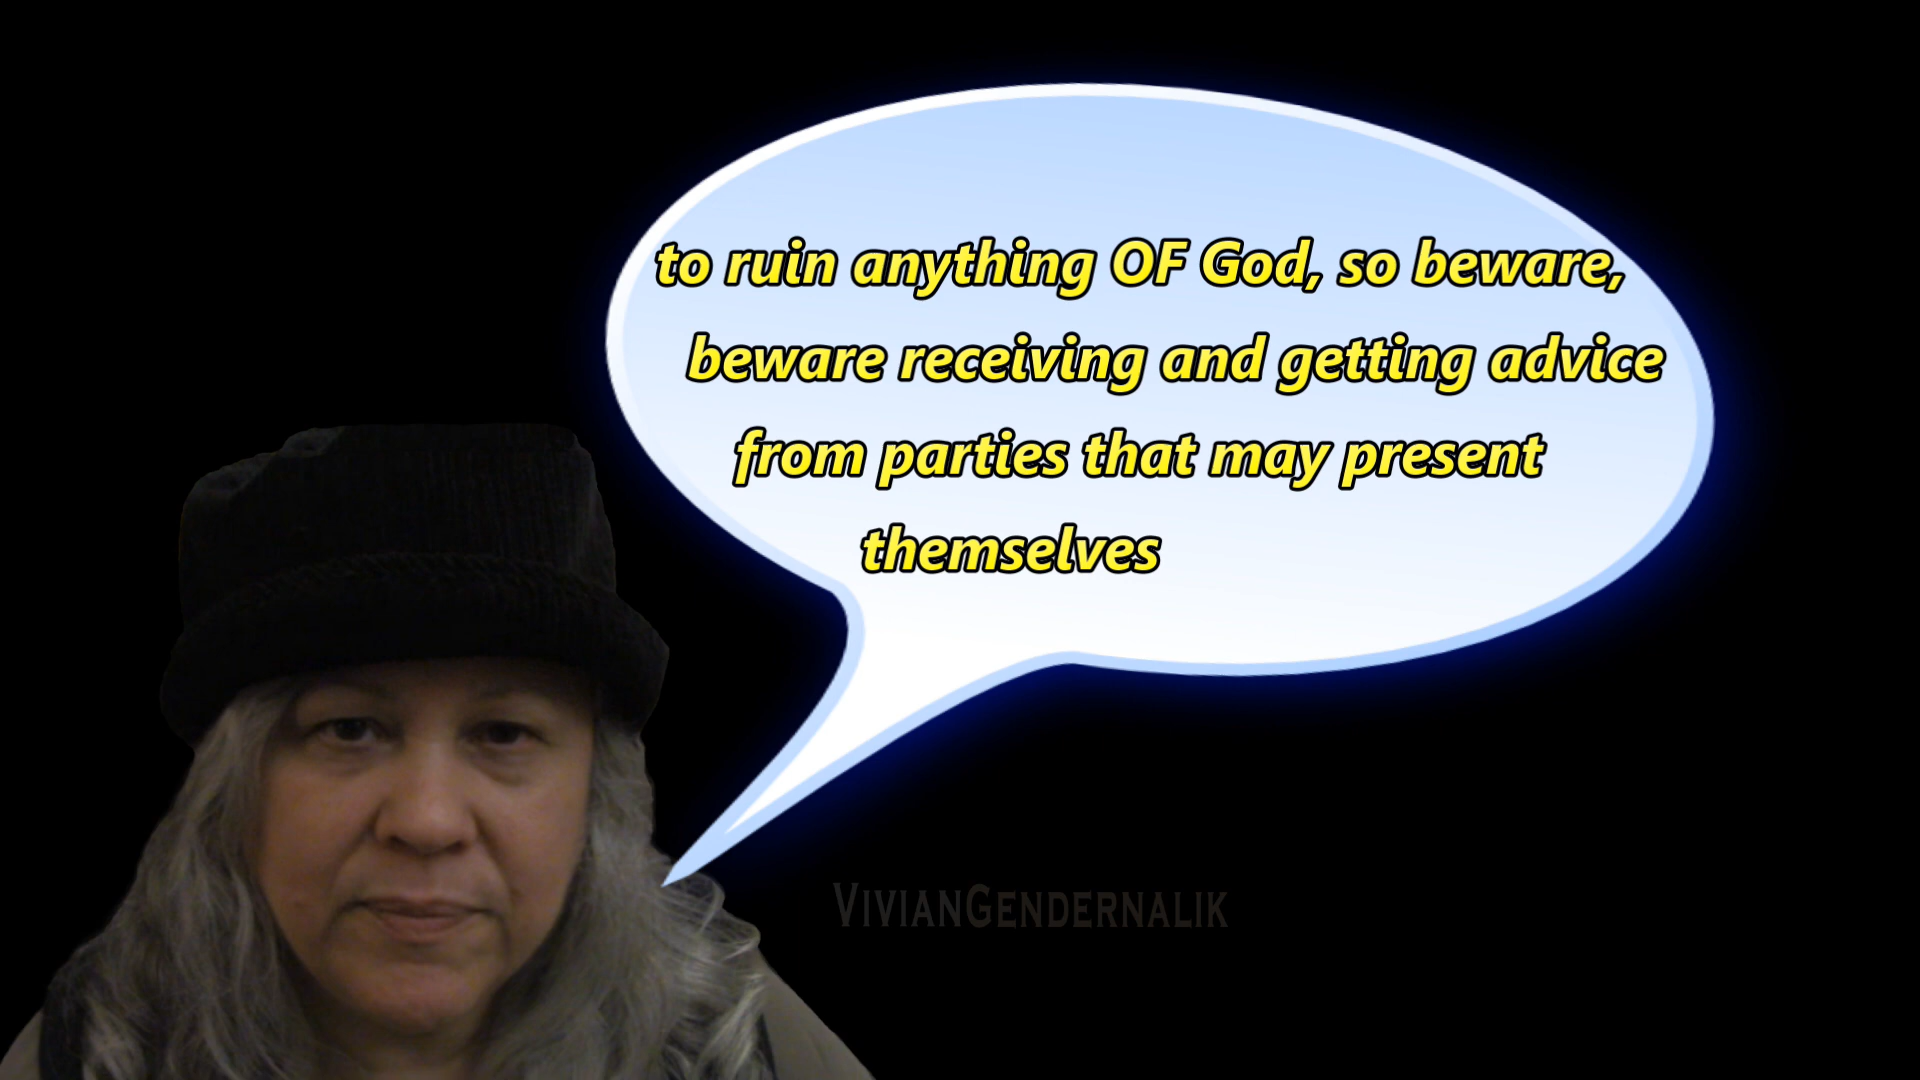 to ruin anything OF God, so beware,
beware receiving and getting advice
from parties that may present
themselves
VIVIANGENDERNALIK